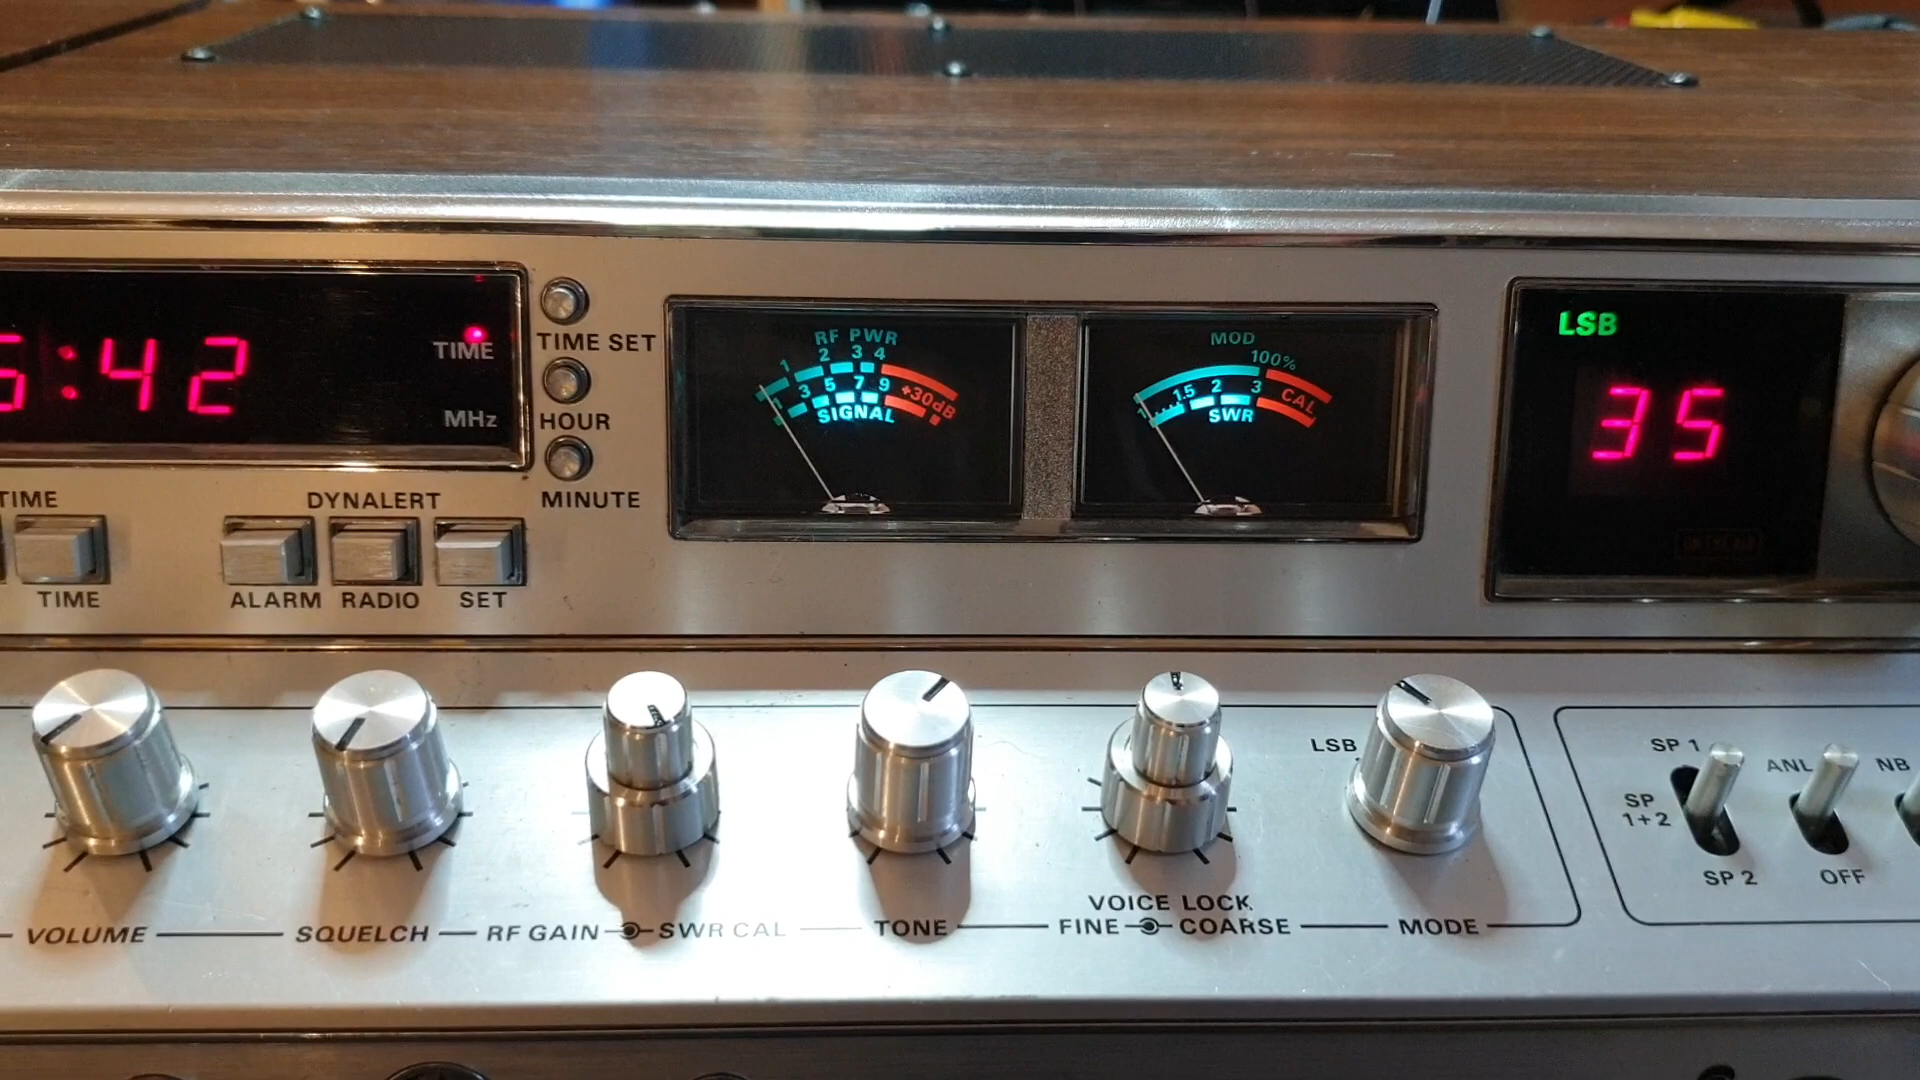 5:42
TIME
MHz
TIME SET
HOUR
MINUTE
TIME
DYNALERT
TIME
ALARM
RADIO
SET
RF PWR
1 2 3 4
1 3 5 7 9 +30dB
SIGNAL
MOD
100%
1 1.5 2 3 CAL
SWR
LSB
35
LSB
SP 1
ANL
NB
SP
1+2
SP 2
OFF
VOLUME
SQUELCH
RF GAIN
SWR CAL
TONE
VOICE LOCK
FINE
COARSE
MODE